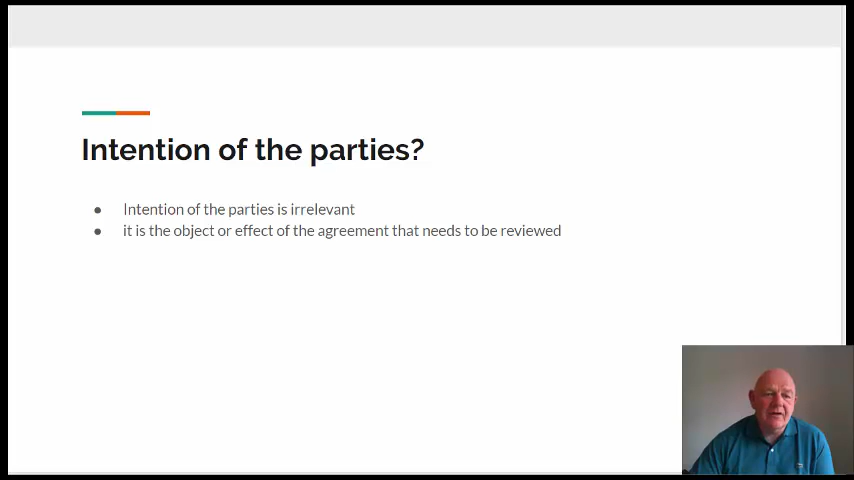 Intention of the parties?
● Intention of the parties is irrelevant
● it is the object or effect of the agreement that needs to be reviewed